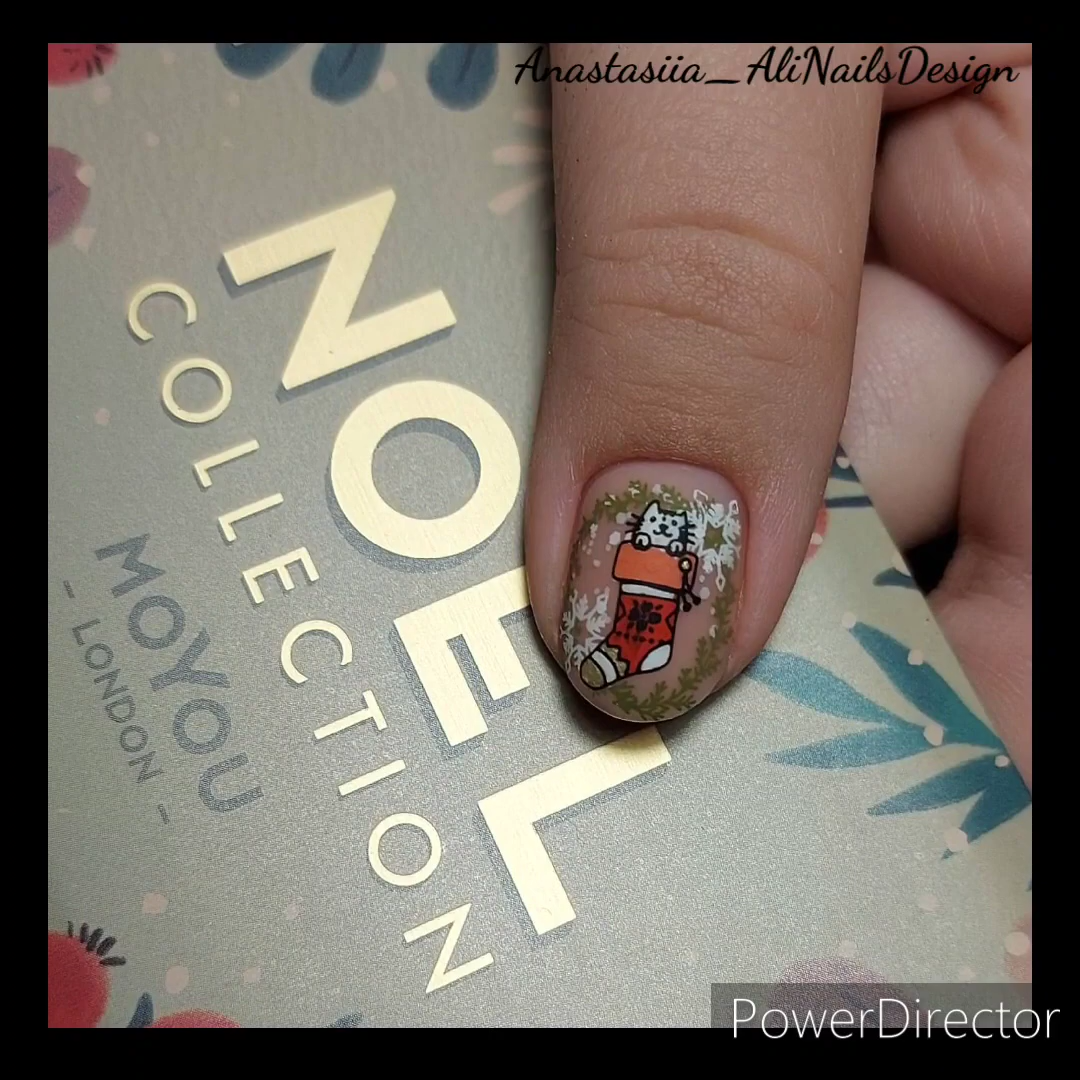 Anastasiia_AliNailsDesign
NOEL
COLLECTION
MOYOU
- LONDON -
PowerDirector